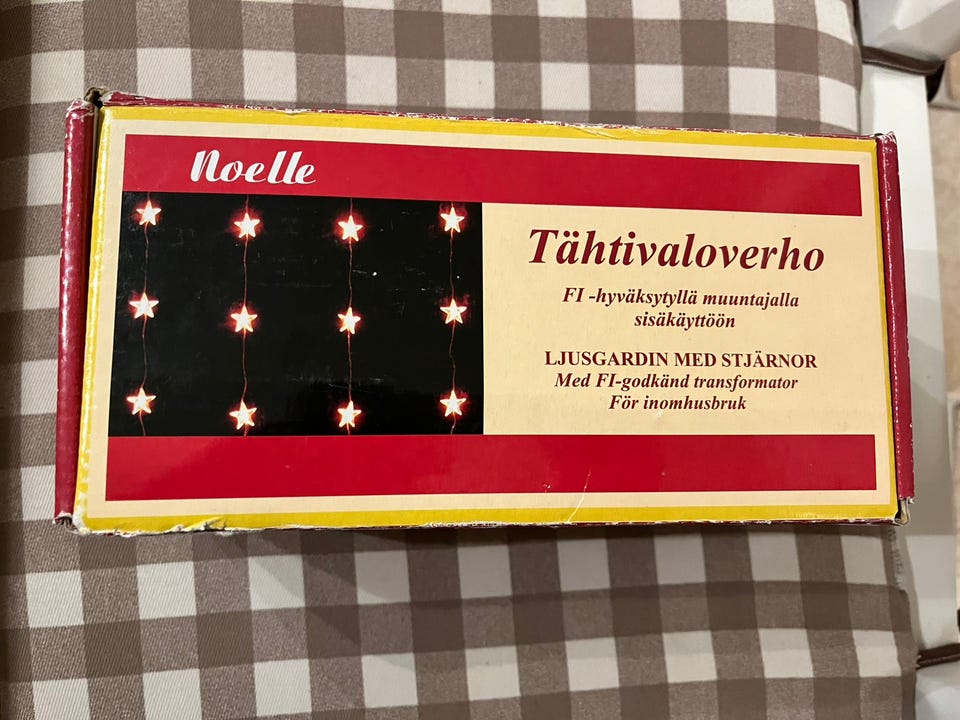 Noelle
Tähtivaloverho
FI -hyväksytyllä muuntajalla
sisäkäyttöön
LJUSGARDIN MED STJÄRNOR
Med FI-godkänd transformator
För inomhusbruk